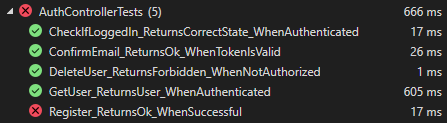 AuthControllerTests (5) 666 ms
CheckIfLoggedIn_ReturnsCorrectState_WhenAuthenticated 17 ms
ConfirmEmail_ReturnsOk_WhenTokenIsValid 26 ms
DeleteUser_ReturnsForbidden_WhenNotAuthorized 1 ms
GetUser_ReturnsUser_WhenAuthenticated 605 ms
Register_ReturnsOk_WhenSuccessful 17 ms